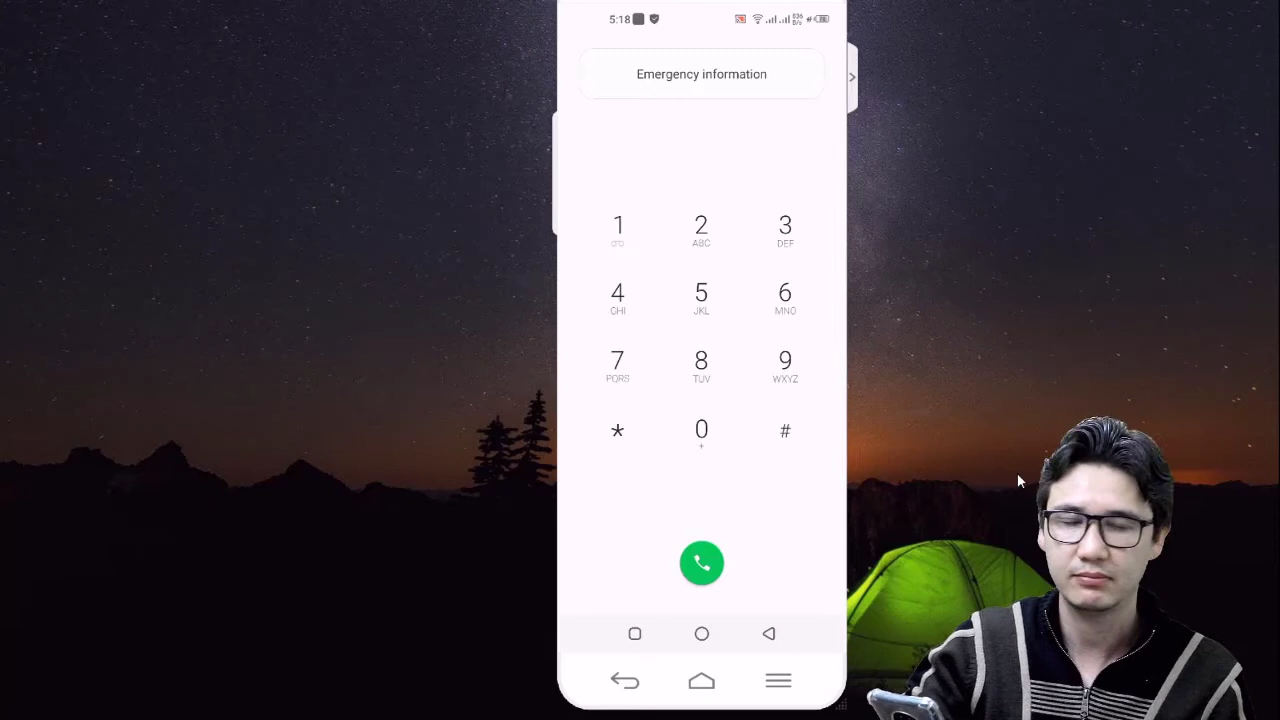 5:18
536
B/s
Emergency information
1 2 3
ABC DEF
4 5 6
GHI JKL MNO
7 8 9
PQRS TUV WXYZ
* 0 #
+